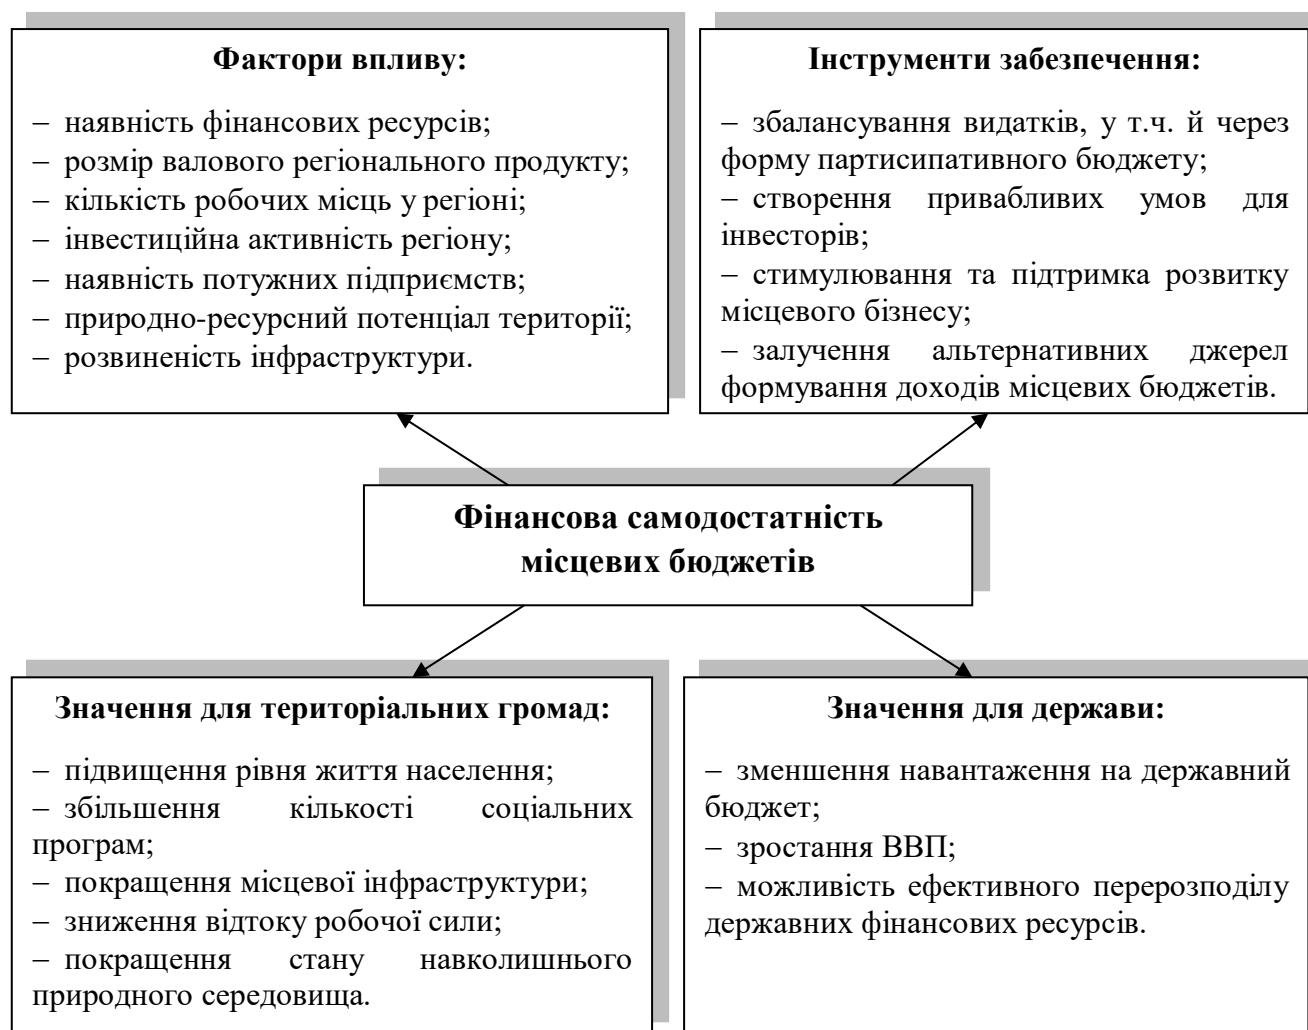 Фактори впливу:
– наявність фінансових ресурсів;
– розмір валового регіонального продукту;
– кількість робочих місць у регіоні;
– інвестиційна активність регіону;
– наявність потужних підприємств;
– природно-ресурсний потенціал території;
– розвиненість інфраструктури.
Інструменти забезпечення:
– збалансування видатків, у т.ч. й через
форму партисипативного бюджету;
– створення привабливих умов для
інвесторів;
– стимулювання та підтримка розвитку
місцевого бізнесу;
– залучення альтернативних джерел
формування доходів місцевих бюджетів.
Фінансова самодостатність
місцевих бюджетів
Значення для територіальних громад:
– підвищення рівня життя населення;
– збільшення кількості соціальних
програм;
– покращення місцевої інфраструктури;
– зниження відтоку робочої сили;
– покращення стану навколишнього
природного середовища.
Значення для держави:
– зменшення навантаження на державний
бюджет;
– зростання ВВП;
– можливість ефективного перерозподілу
державних фінансових ресурсів.